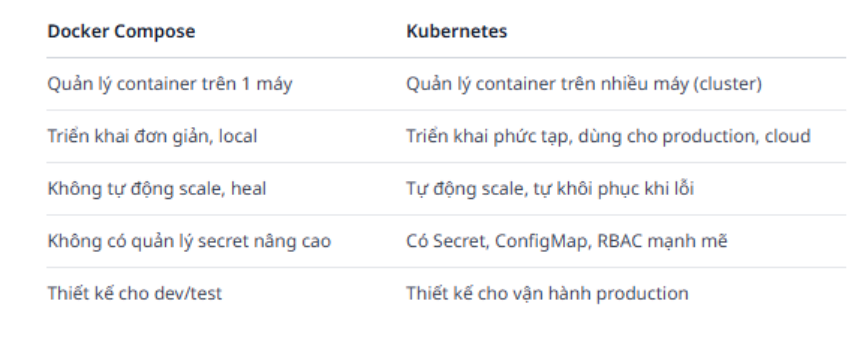 Docker Compose Kubernetes
Quản lý container trên 1 máy Quản lý container trên nhiều máy (cluster)
Triển khai đơn giản, local Triển khai phức tạp, dùng cho production, cloud
Không tự động scale, heal Tự động scale, tự khôi phục khi lỗi
Không có quản lý secret nâng cao Có Secret, ConfigMap, RBAC mạnh mẽ
Thiết kế cho dev/test Thiết kế cho vận hành production